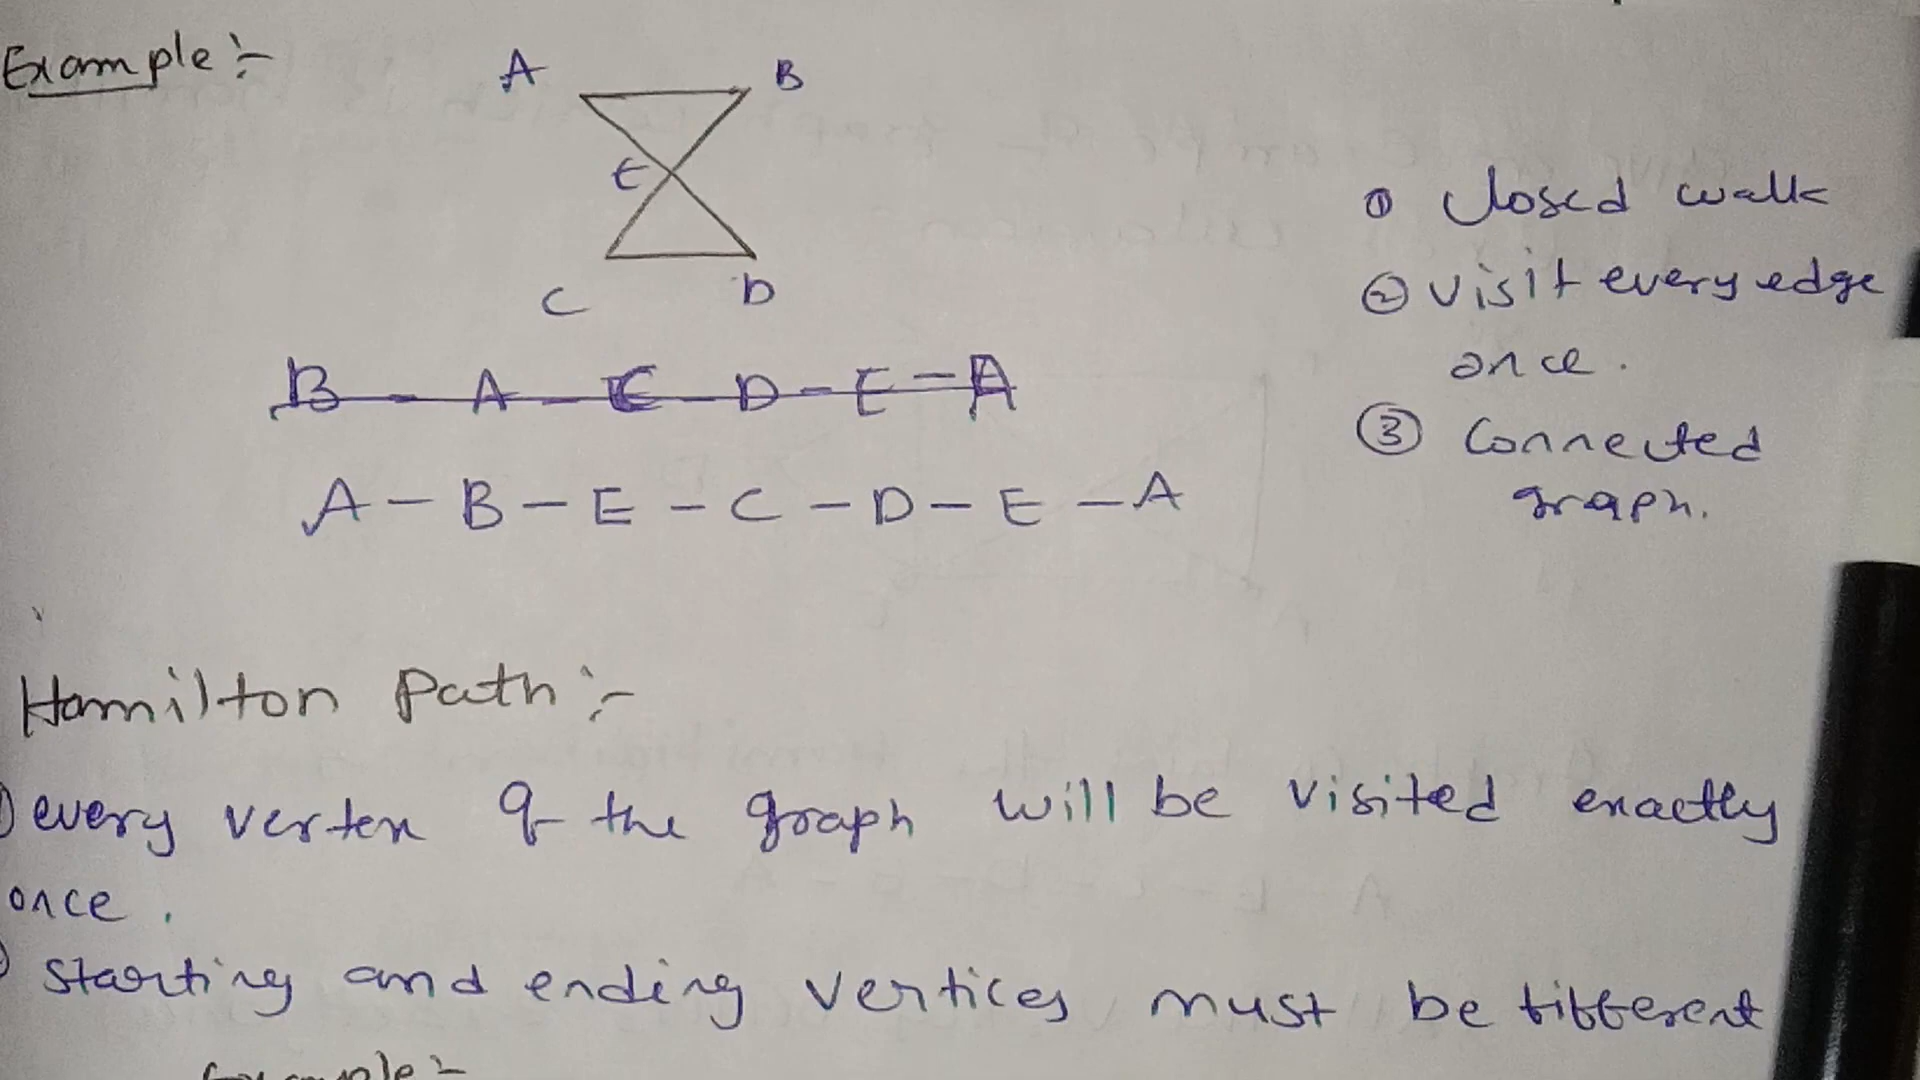 Example :-
A B
E
C D
① closed walk
② visit every edge
once.
③ Connected
graph.
B - A - E - D - E - A
A - B - E - C - D - E - A
Hamilton Path :-
every vertex of the graph will be visited exactly
once.
starting and ending vertices must be different
Example :-